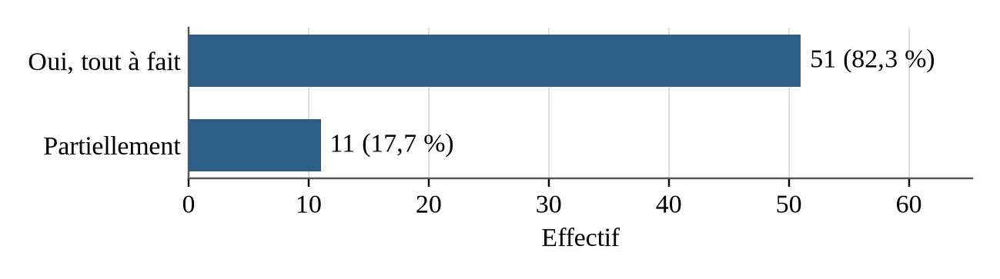 Oui, tout à fait 51 (82,3 %)
Partiellement 11 (17,7 %)
0 10 20 30 40 50 60
Effectif